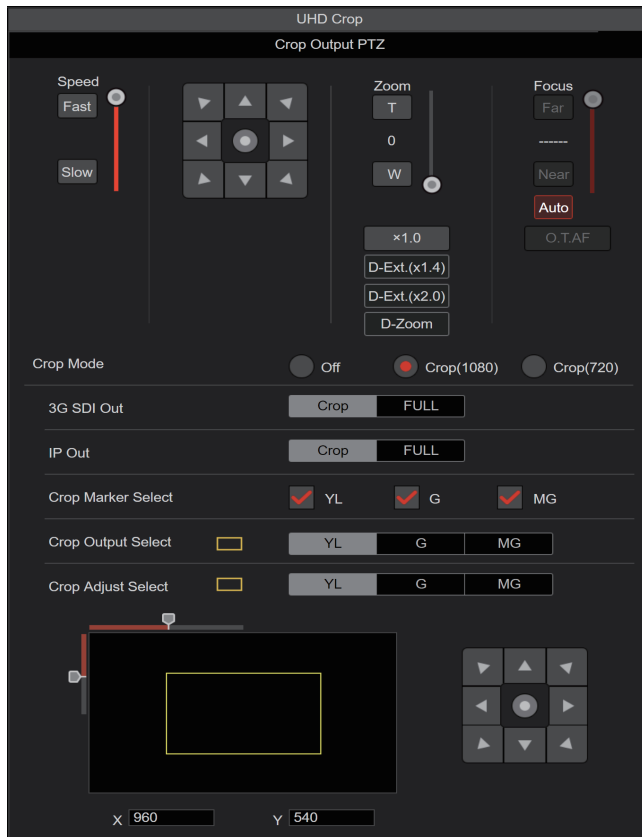 UHD Crop
Crop Output PTZ
Speed
Fast
Slow
Zoom
T
0
W
×1.0
D-Ext.(x1.4)
D-Ext.(x2.0)
D-Zoom
Focus
Far
------
Near
Auto
O.T.AF
Crop Mode Off Crop(1080) Crop(720)
3G SDI Out Crop FULL
IP Out Crop FULL
Crop Marker Select YL G MG
Crop Output Select YL G MG
Crop Adjust Select YL G MG
X 960 Y 540